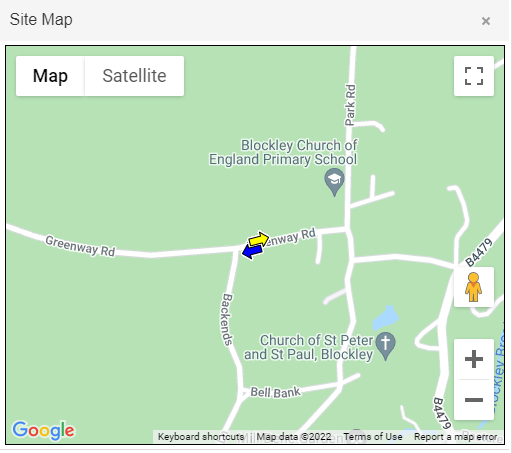 Site Map
×
Map
Satellite
Park Rd
Blockley Church of
England Primary School
Greenway Rd
enway Rd
B4479
Backends
Church of St Peter
and St Paul, Blockley
Bell Bank
B4479
Blockley Bro
Google
Keyboard shortcuts
Map data ©2022
Terms of Use
Report a map error